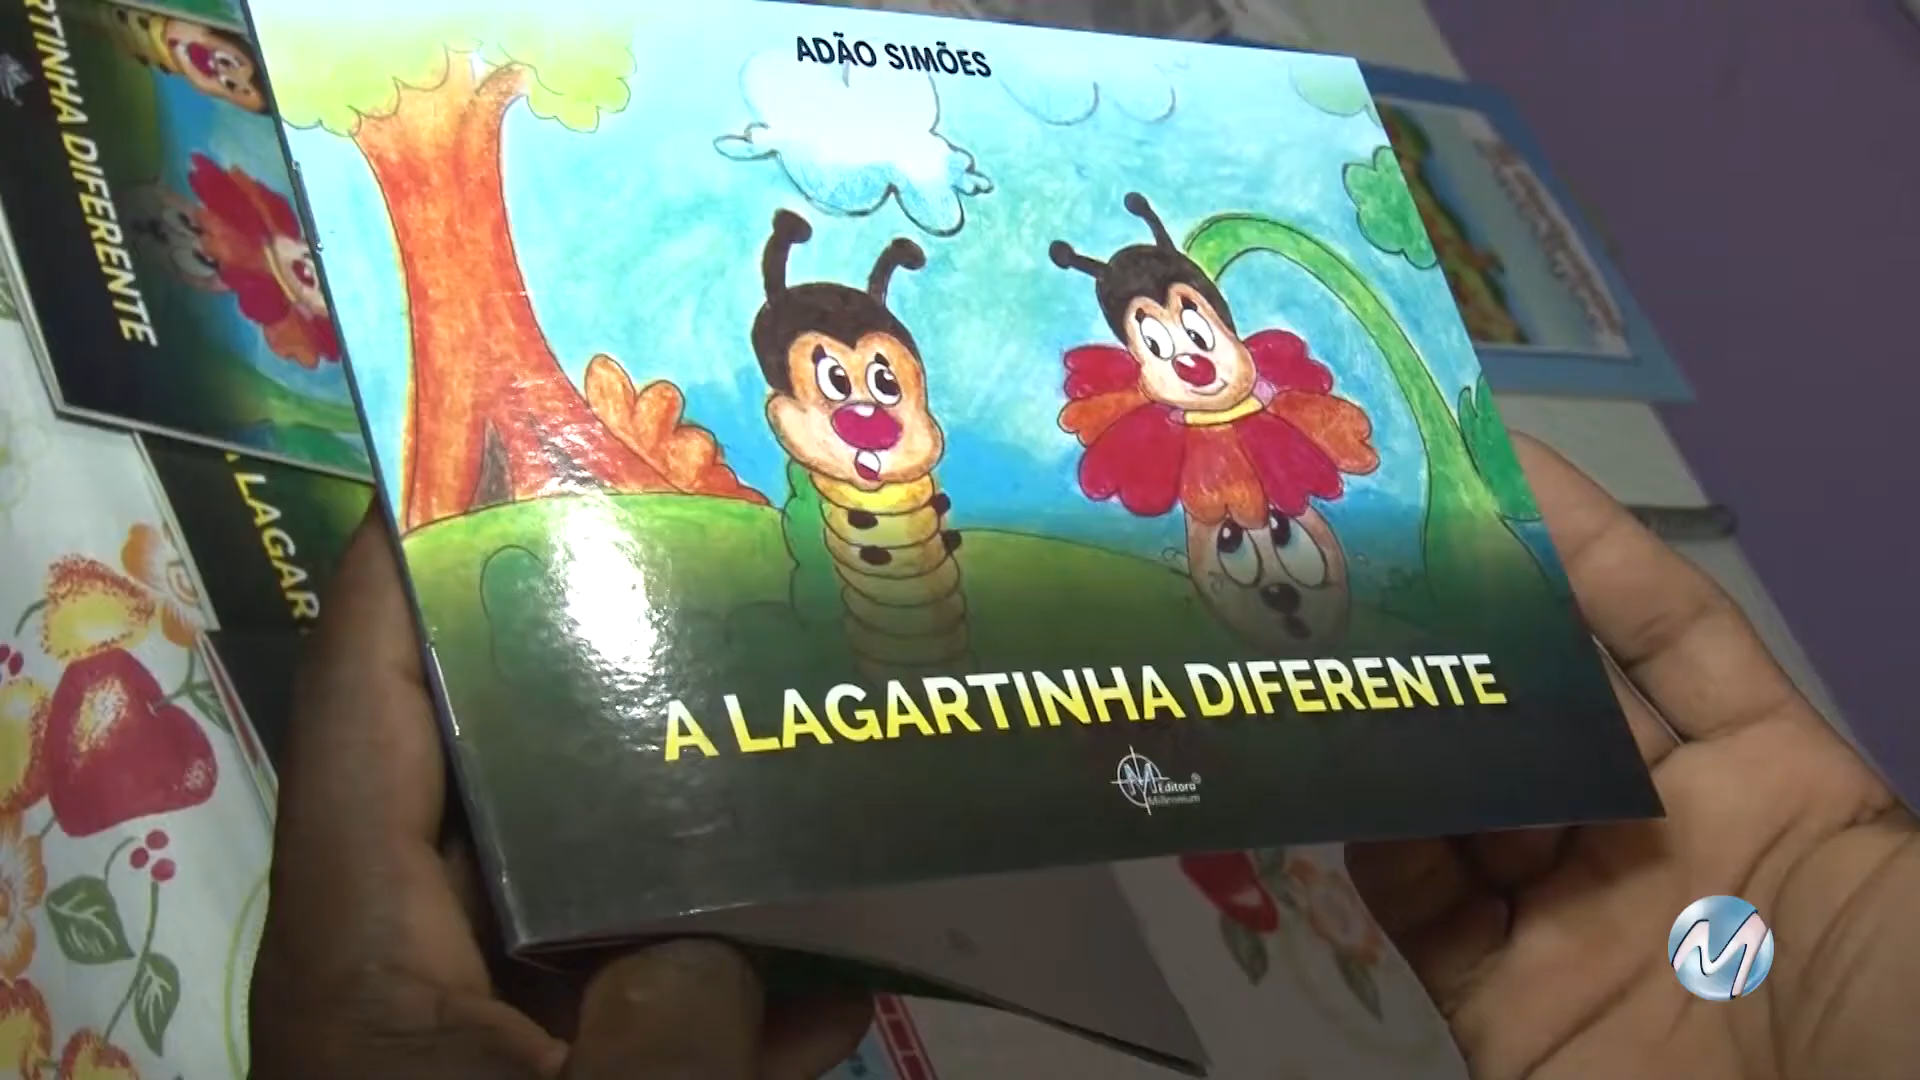 ADÃO SIMÕES
A LAGARTINHA DIFERENTE
M
Editora
Millennium
RTINHA DIFERENTE
LAGAR
M